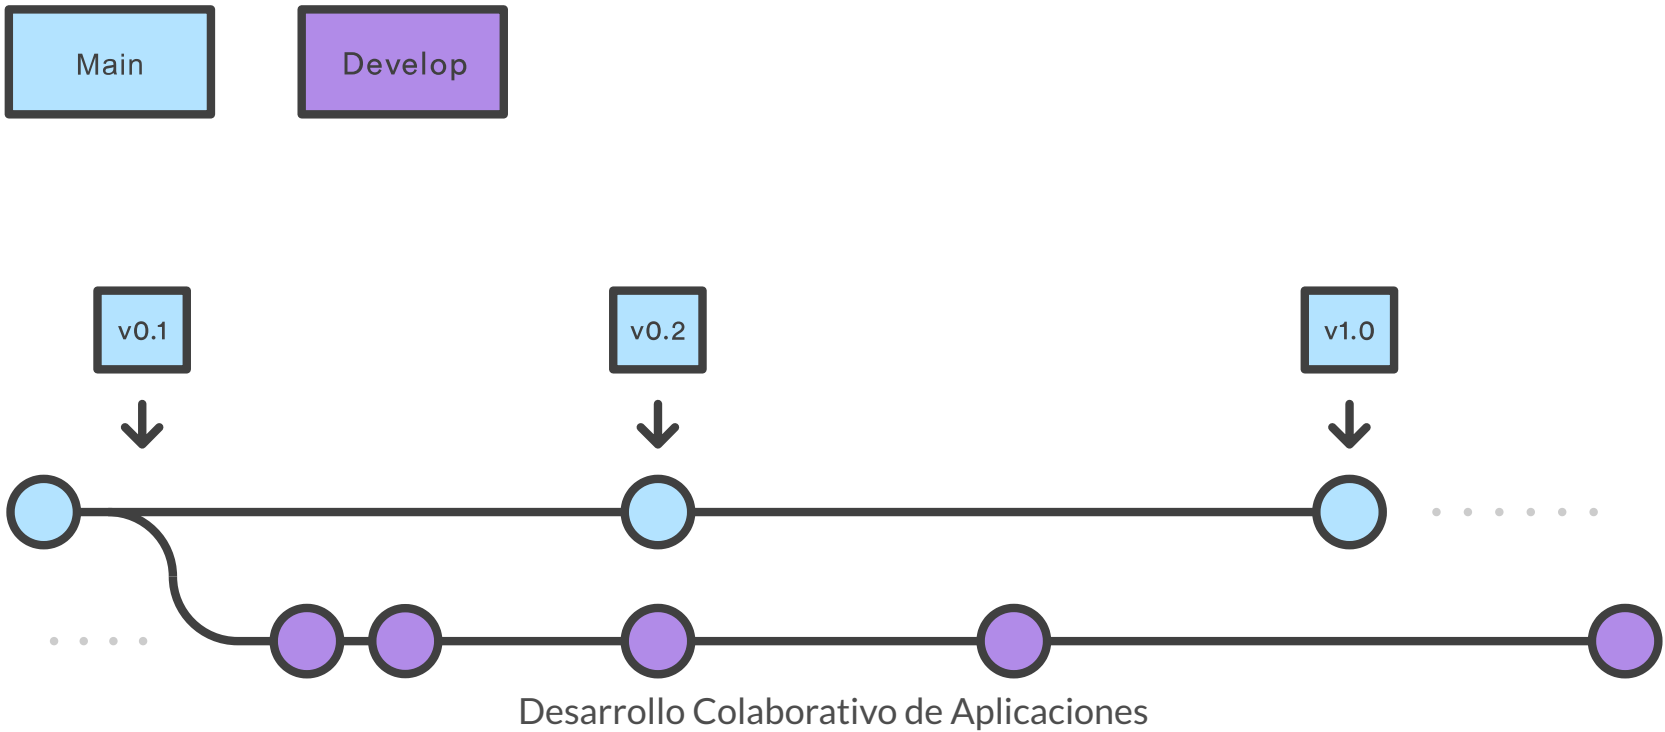 Main
Develop
v0.1
v0.2
v1.0
Desarrollo Colaborativo de Aplicaciones